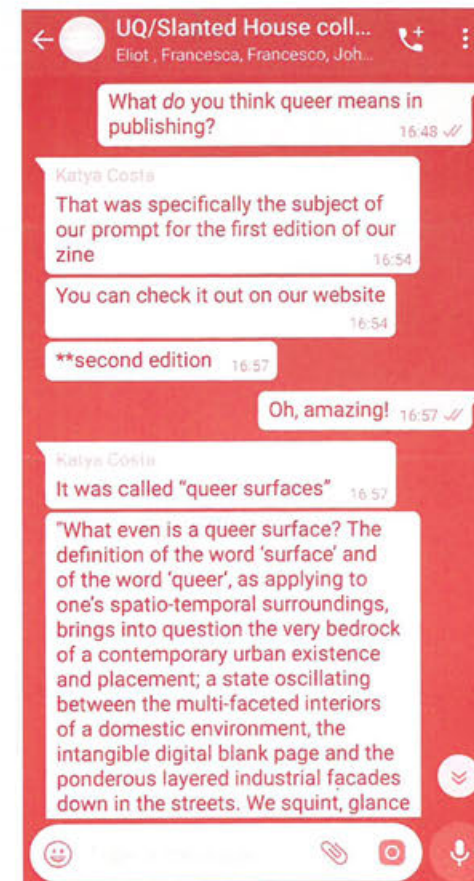 UQ/Slanted House coll...
Eliot , Francesca, Francesco, Joh...
What do you think queer means in
publishing?
16:48
Katya Costa
That was specifically the subject of
our prompt for the first edition of our
zine
16:54
You can check it out on our website
16:54
**second edition 16:57
Oh, amazing! 16:57
Katya Costa
It was called “queer surfaces” 16:57
"What even is a queer surface? The
definition of the word ‘surface’ and
of the word ‘queer’, as applying to
one's spatio-temporal surroundings,
brings into question the very bedrock
of a contemporary urban existence
and placement; a state oscillating
between the multi-faceted interiors
of a domestic environment, the
intangible digital blank page and the
ponderous layered industrial façades
down in the streets. We squint, glance